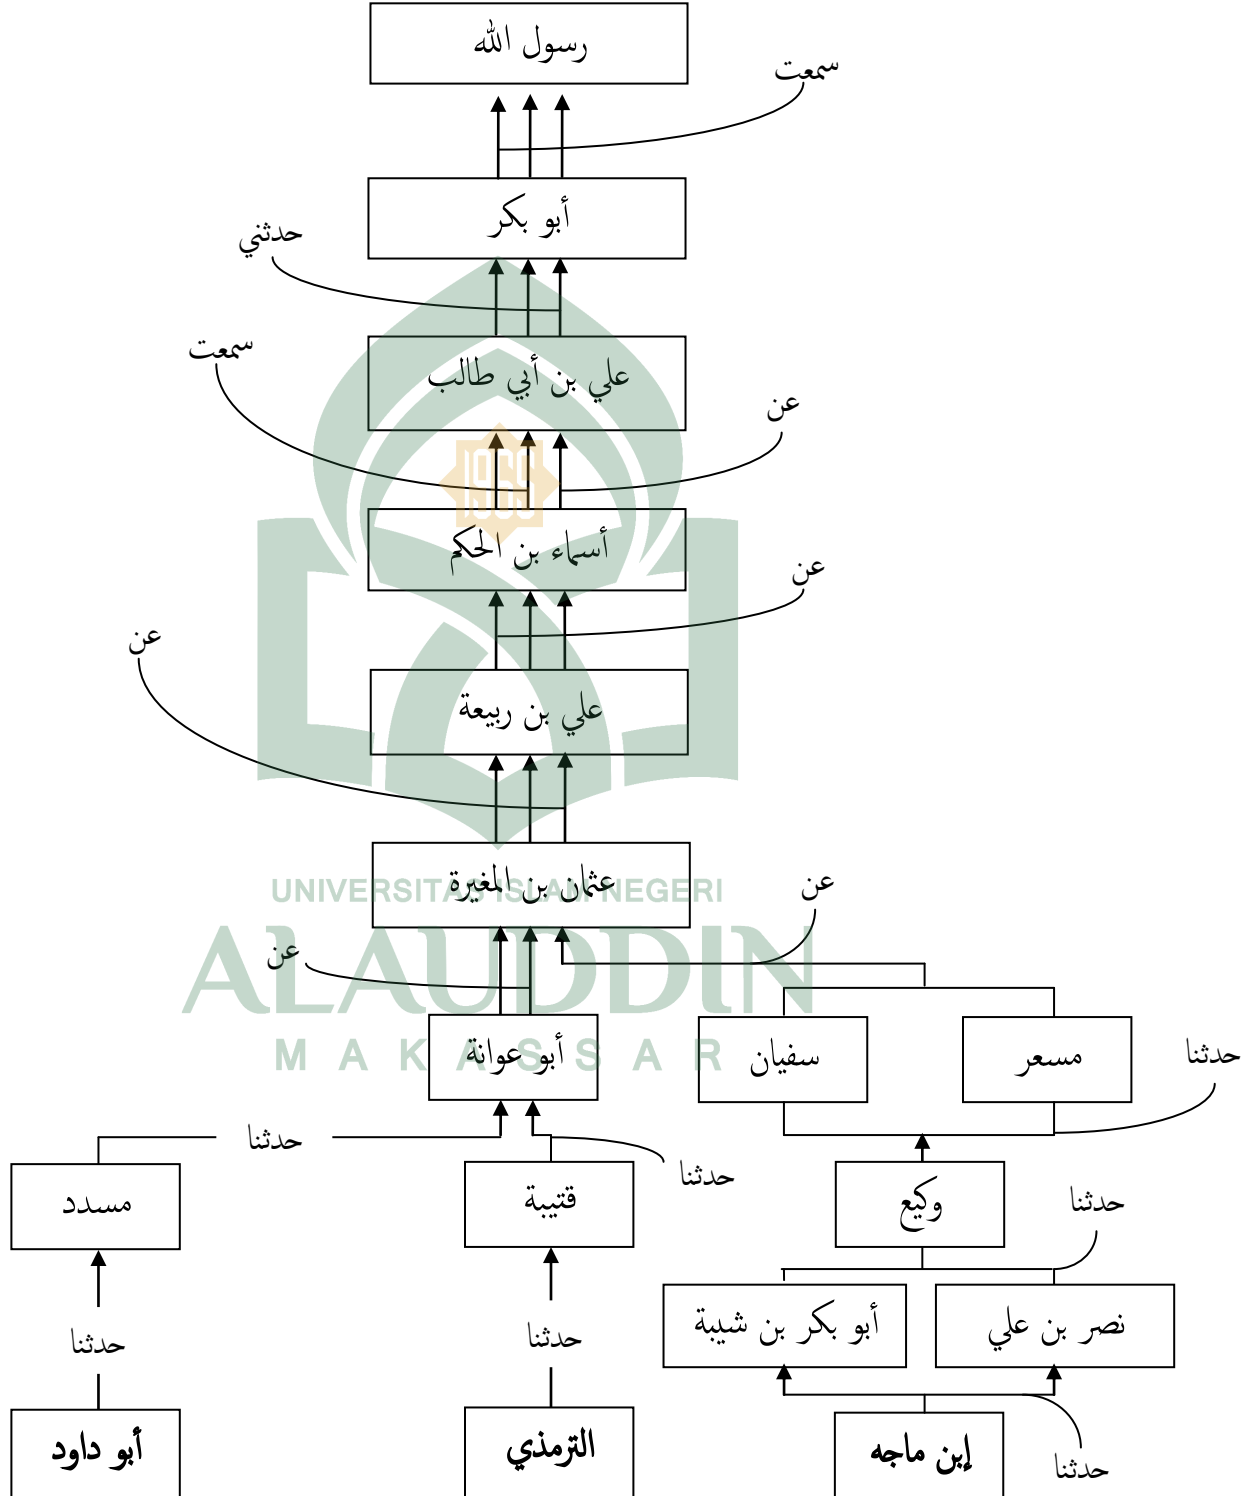 رسول الله
سمعت
أبو بكر
حدثني
علي بن أبي طالب
سمعت
عن
1965
أسماء بن الحكم
عن
عن
علي بن ربيعة
عثمان بن المغيرة
UNIVERSITAS ISLAM NEGERI
عن
ALAUDDIN
عن
أبو عوانة
سفيان
مسعر
حدثنا
MAKASSAR
حدثنا
حدثنا
مسدد
قتيبة
وكيع
حدثنا
أبو بكر بن شيبة
نصر بن علي
حدثنا
حدثنا
أبو داود
الترمذي
إبن ماجه
حدثنا